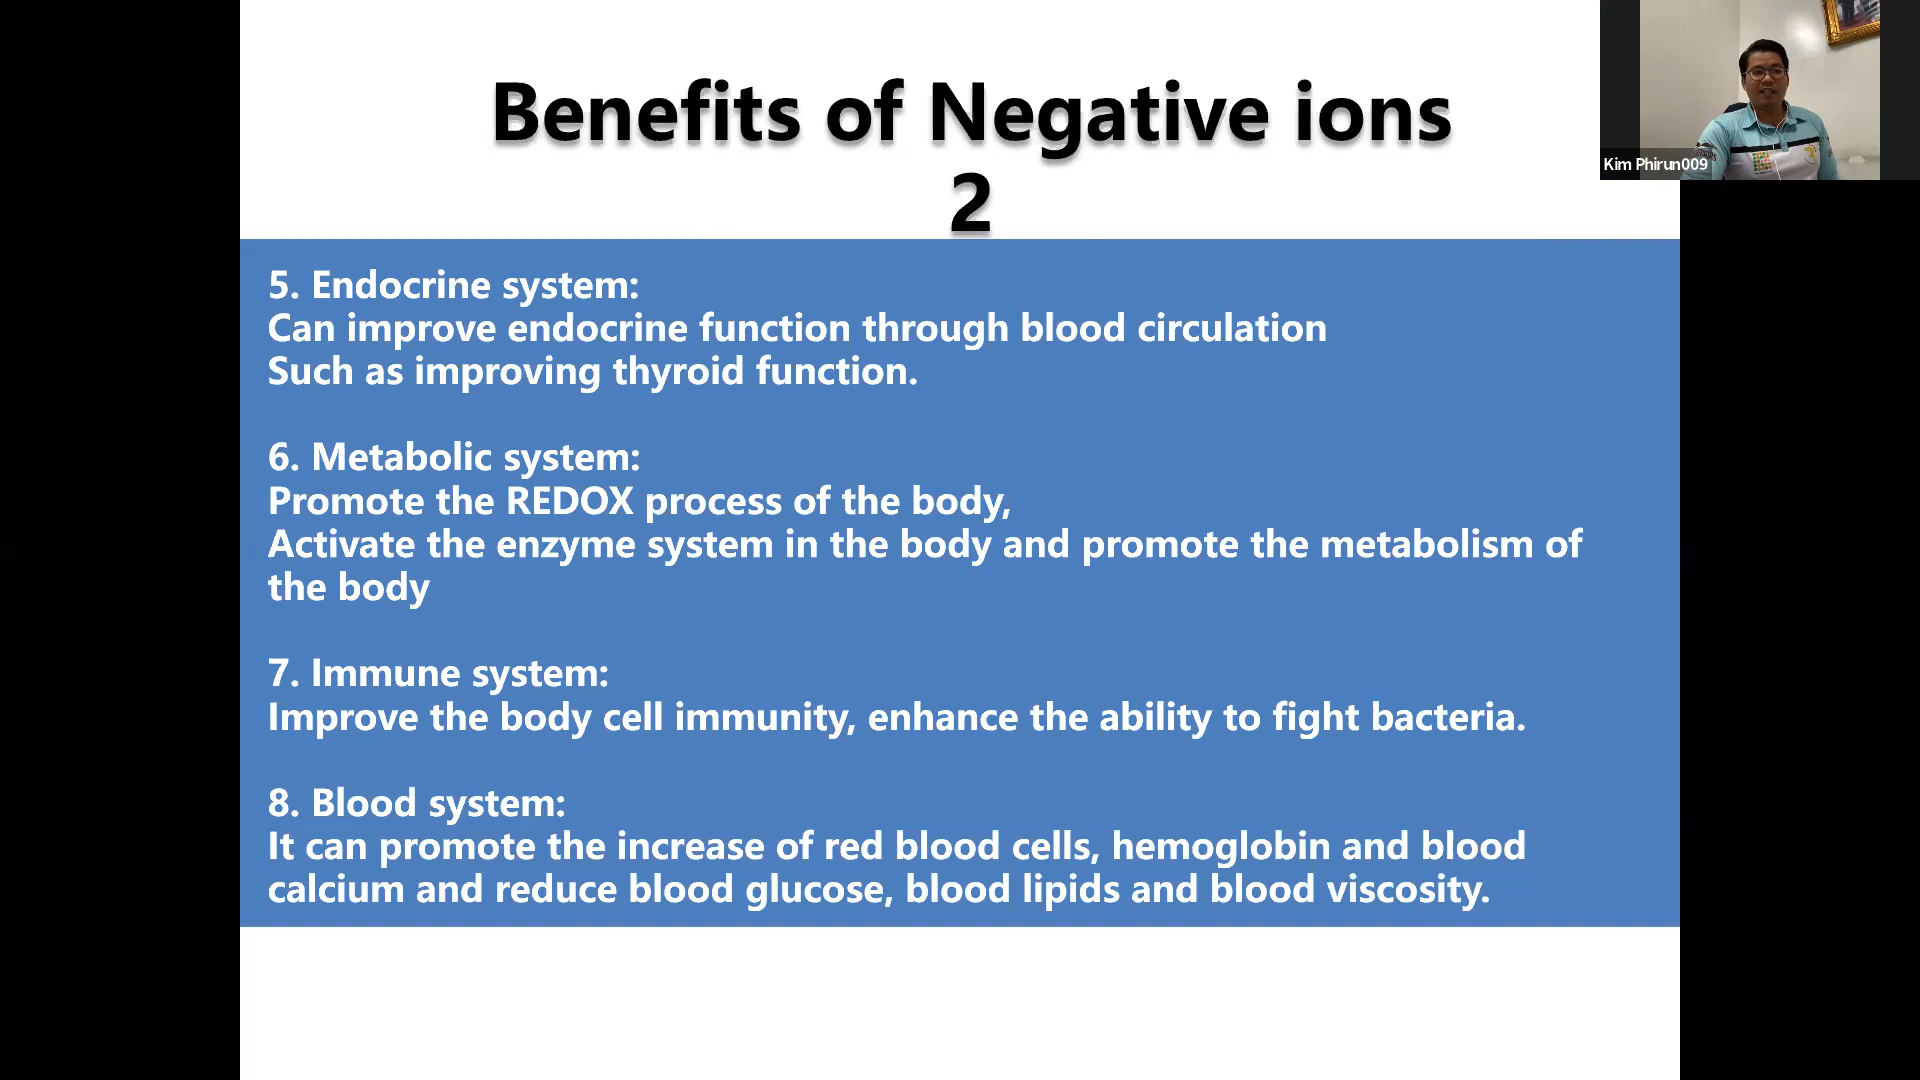 Benefits of Negative ions
2
Kim Phirun009
5. Endocrine system:
Can improve endocrine function through blood circulation
Such as improving thyroid function.
6. Metabolic system:
Promote the REDOX process of the body,
Activate the enzyme system in the body and promote the metabolism of
the body
7. Immune system:
Improve the body cell immunity, enhance the ability to fight bacteria.
8. Blood system:
It can promote the increase of red blood cells, hemoglobin and blood
calcium and reduce blood glucose, blood lipids and blood viscosity.